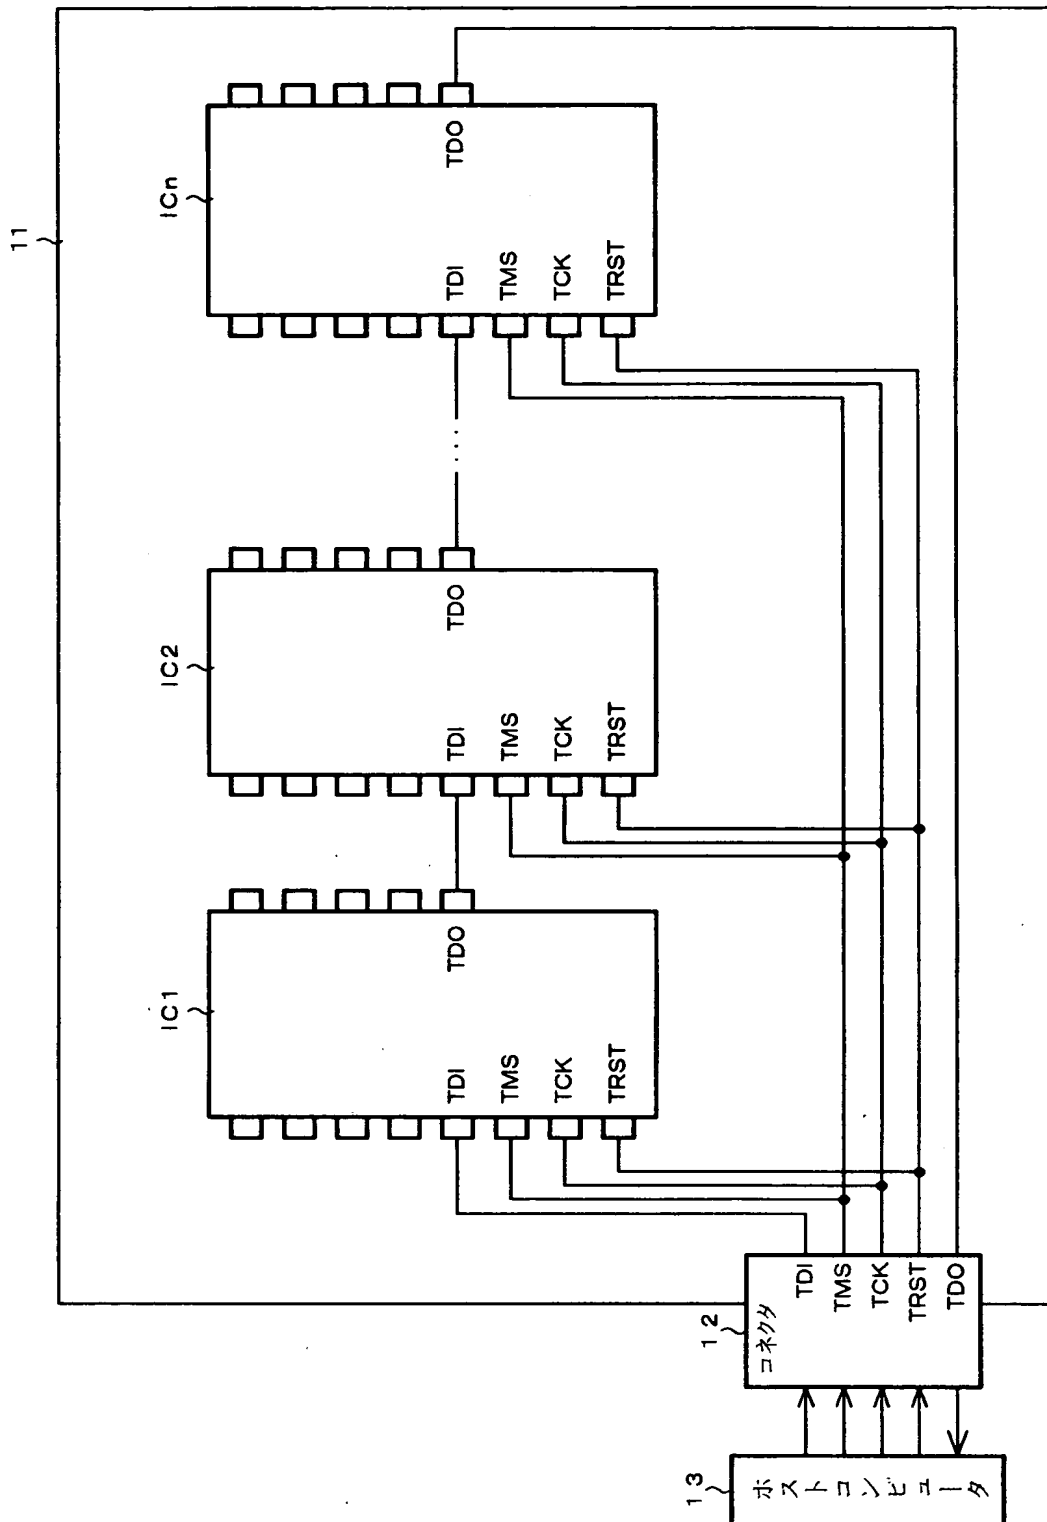 11
IC1
TDI
TMS
TCK
TRST
TDO
IC2
TDI
TMS
TCK
TRST
TDO
ICn
TDI
TMS
TCK
TRST
TDO
....
12
コネクタ
TDI
TMS
TCK
TRST
TDO
13
ホストコンピュータ